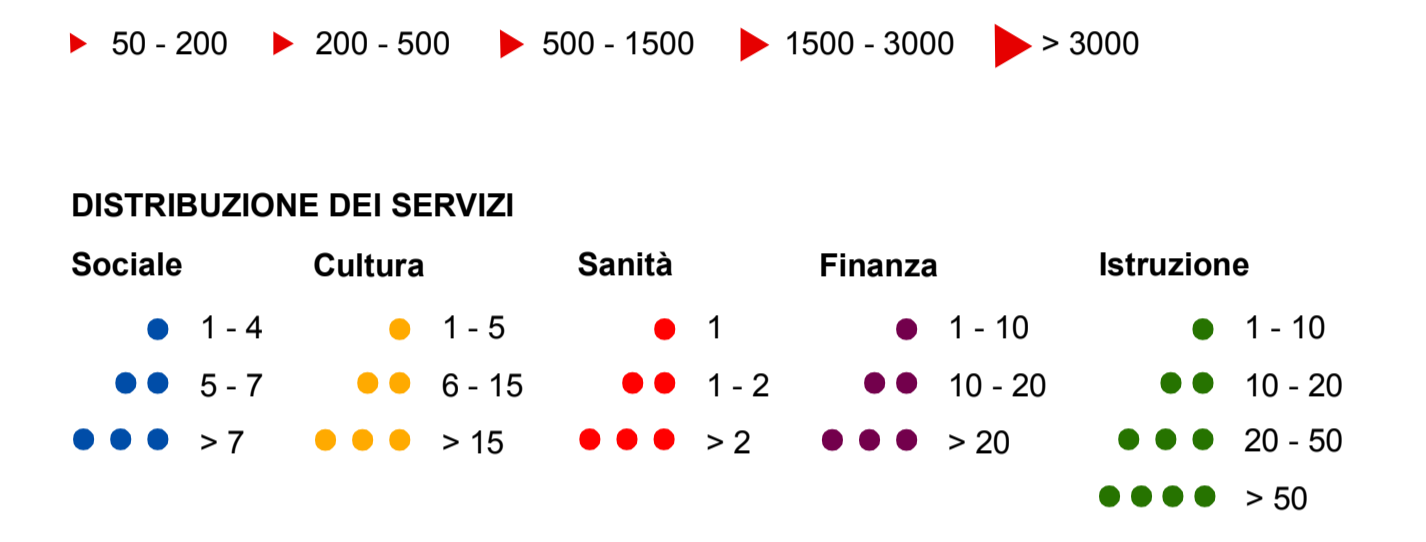 50 - 200 200 - 500 500 - 1500 1500 - 3000 > 3000
DISTRIBUZIONE DEI SERVIZI
Sociale Cultura Sanità Finanza Istruzione
1 - 4 1 - 5 1 1 - 10 1 - 10
5 - 7 6 - 15 1 - 2 10 - 20 10 - 20
> 7 > 15 > 2 > 20 20 - 50
> 50